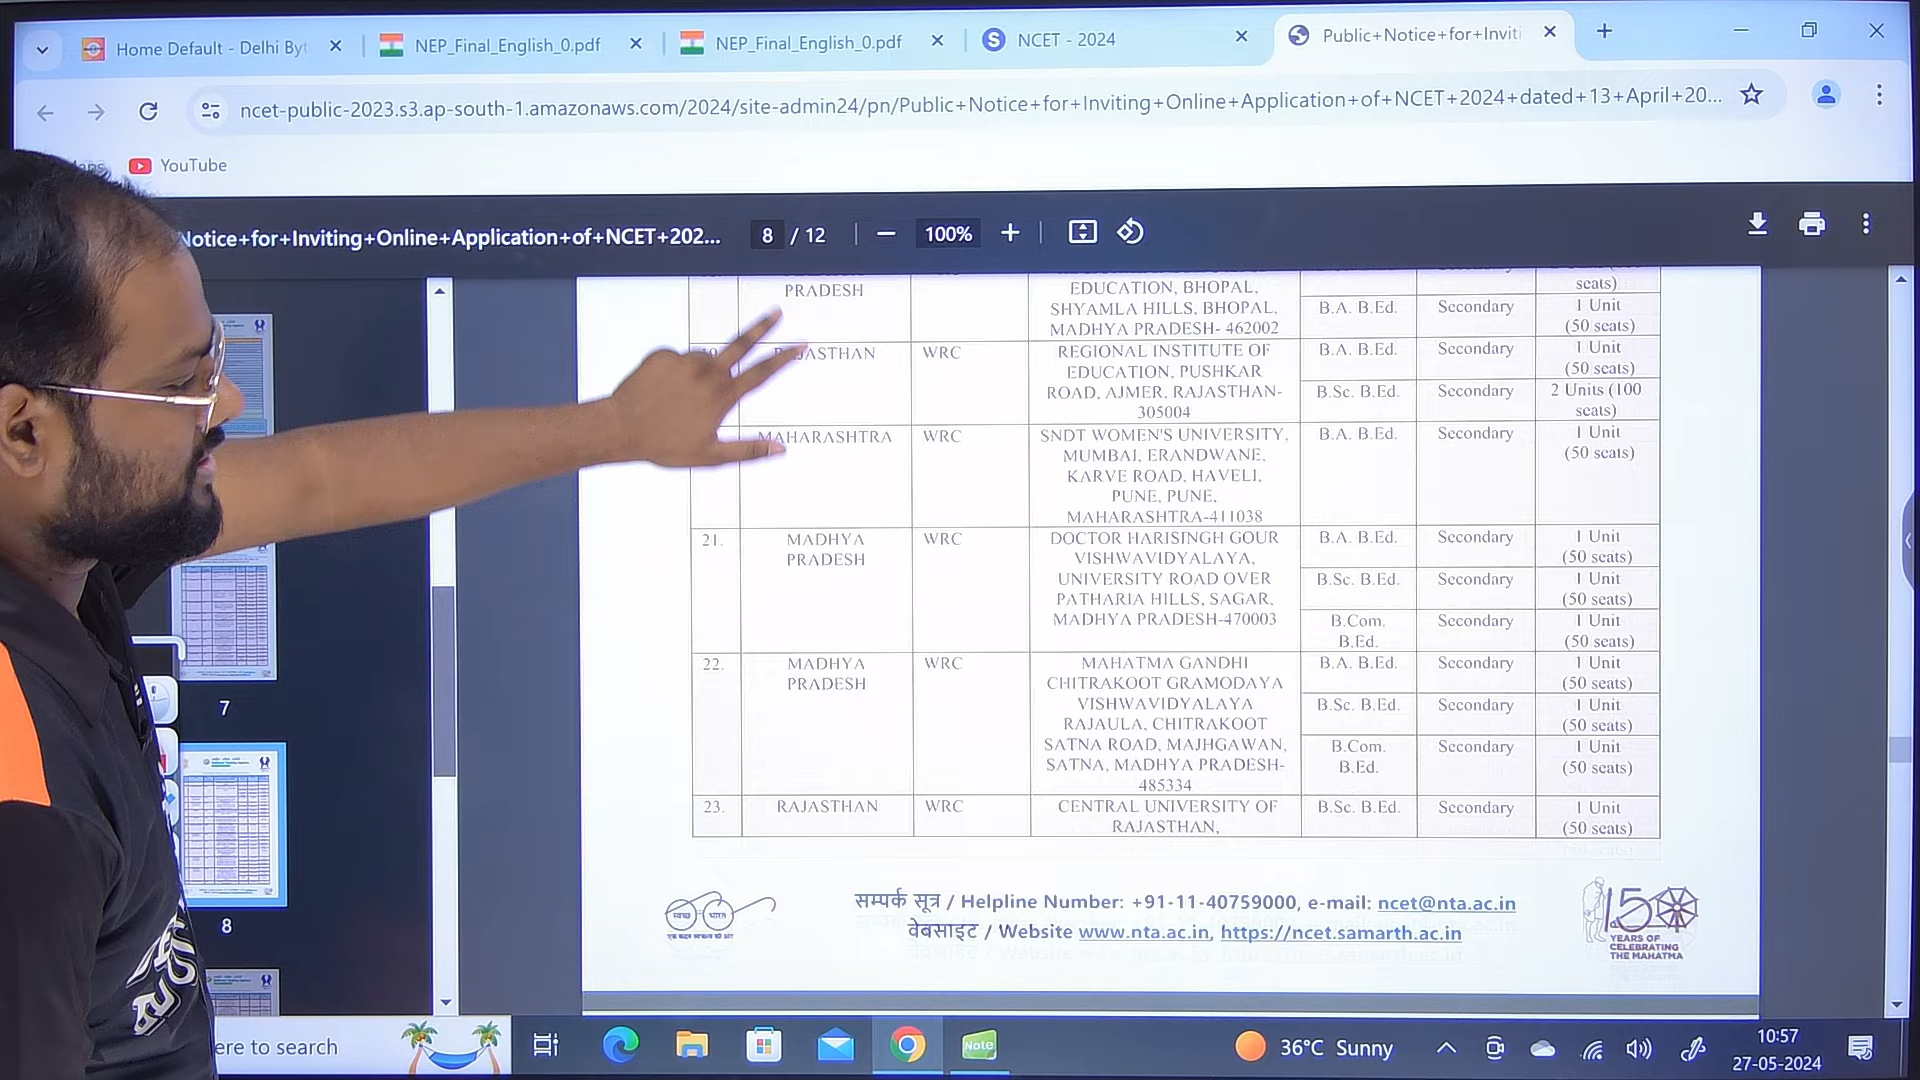 Home Default - Delhi Byt
NEP_Final_English_0.pdf
NEP_Final_English_0.pdf
NCET - 2024
Public+Notice+for+Inviti
ncet-public-2023.s3.ap-south-1.amazonaws.com/2024/site-admin24/pn/Public+Notice+for+Inviting+Online+Application+of+NCET+2024+dated+13+April+20...
YouTube
Notice+for+Inviting+Online+Application+of+NCET+202...
8 / 12
100%
PRADESH
EDUCATION, BHOPAL,
SHYAMLA HILLS, BHOPAL,
MADHYA PRADESH- 462002
seats)
B.A. B.Ed. Secondary 1 Unit
(50 seats)
RAJASTHAN WRC REGIONAL INSTITUTE OF
EDUCATION, PUSHKAR
ROAD, AJMER, RAJASTHAN-
305004
B.A. B.Ed. Secondary 1 Unit
(50 seats)
B.Sc. B.Ed. Secondary 2 Units (100
seats)
MAHARASHTRA WRC SNDT WOMEN'S UNIVERSITY,
MUMBAI, ERANDWANE,
KARVE ROAD, HAVELI,
PUNE, PUNE,
MAHARASHTRA-411038
B.A. B.Ed. Secondary 1 Unit
(50 seats)
21. MADHYA
PRADESH
WRC
DOCTOR HARISINGH GOUR
VISHWAVIDYALAYA,
UNIVERSITY ROAD OVER
PATHARIA HILLS, SAGAR,
MADHYA PRADESH-470003
B.A. B.Ed. Secondary 1 Unit
(50 seats)
B.Sc. B.Ed. Secondary 1 Unit
(50 seats)
B.Com.
B.Ed.
Secondary 1 Unit
(50 seats)
22. MADHYA
PRADESH
WRC
MAHATMA GANDHI
CHITRAKOOT GRAMODAYA
VISHWAVIDYALAYA
RAJAULA, CHITRAKOOT
SATNA ROAD, MAJHGAWAN,
SATNA, MADHYA PRADESH-
485334
B.A. B.Ed. Secondary 1 Unit
(50 seats)
B.Sc. B.Ed. Secondary 1 Unit
(50 seats)
B.Com.
B.Ed.
Secondary 1 Unit
(50 seats)
23. RAJASTHAN WRC CENTRAL UNIVERSITY OF
RAJASTHAN,
B.Sc. B.Ed. Secondary 1 Unit
(50 seats)
7
8
स्वच्छ भारत
एक कदम स्वच्छता की ओर
सम्पर्क सूत्र / Helpline Number: +91-11-40759000, e-mail: ncet@nta.ac.in
वेबसाइट / Website www.nta.ac.in, https://ncet.samarth.ac.in
150
YEARS OF
CELEBRATING
THE MAHATMA
ere to search
Note
36°C Sunny
10:57
27-05-2024